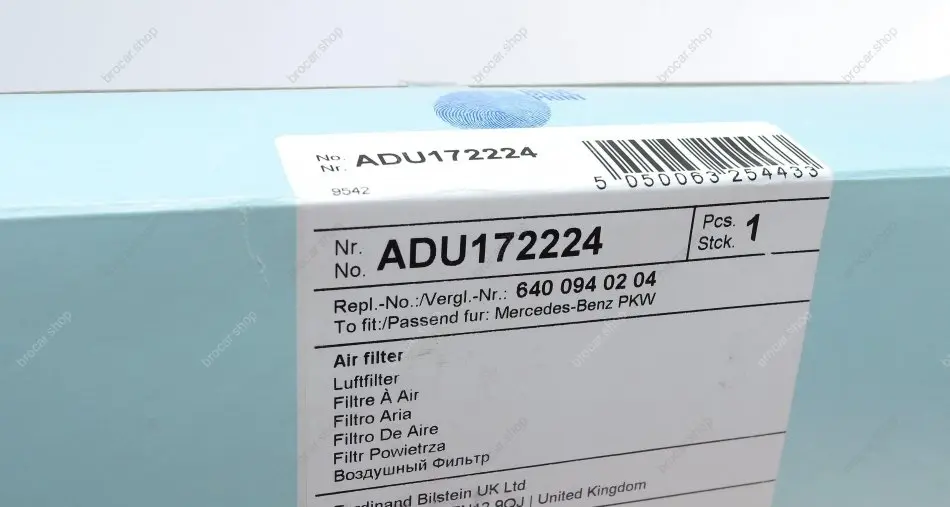 No. ADU172224
Nr.
9542
5 050063 254433
Nr. ADU172224
No.
Pcs. 1
Stck.
Repl.-No.:/Vergl.-Nr.: 640 094 02 04
To fit:/Passend fur: Mercedes-Benz PKW
Air filter
Luftfilter
Filtre À Air
Filtro Aria
Filtro De Aire
Filtr Powietrza
Воздушный Фильтр
Ferdinand Bilstein UK Ltd
9QJ | United Kingdom
brocar.shop